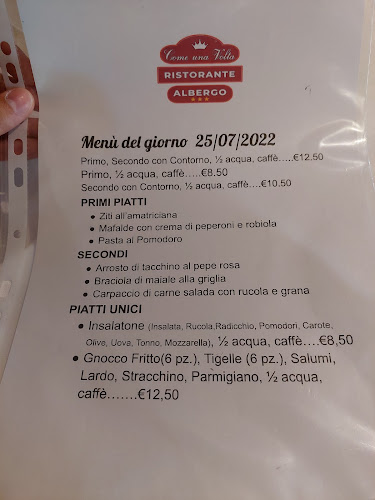 Come una Volta
RISTORANTE
ALBERGO
Menù del giorno 25/07/2022
Primo, Secondo con Contorno, ½ acqua, caffè.....€12,50
Primo, ½ acqua, caffè.....€8.50
Secondo con Contorno, ½ acqua, caffè....€10.50
PRIMI PIATTI
• Ziti all'amatriciana
• Mafalde con crema di peperoni e robiola
• Pasta al Pomodoro
SECONDI
• Arrosto di tacchino al pepe rosa
• Braciola di maiale alla griglia
• Carpaccio di carne salada con rucola e grana
PIATTI UNICI
• Insalatone (Insalata, Rucola,Radicchio, Pomodori, Carote,
Olive, Uova, Tonno, Mozzarella), ½ acqua, caffè....€8,50
• Gnocco Fritto(6 pz.), Tigelle (6 pz.), Salumi,
Lardo, Stracchino, Parmigiano, ½ acqua,
caffè.......€12,50